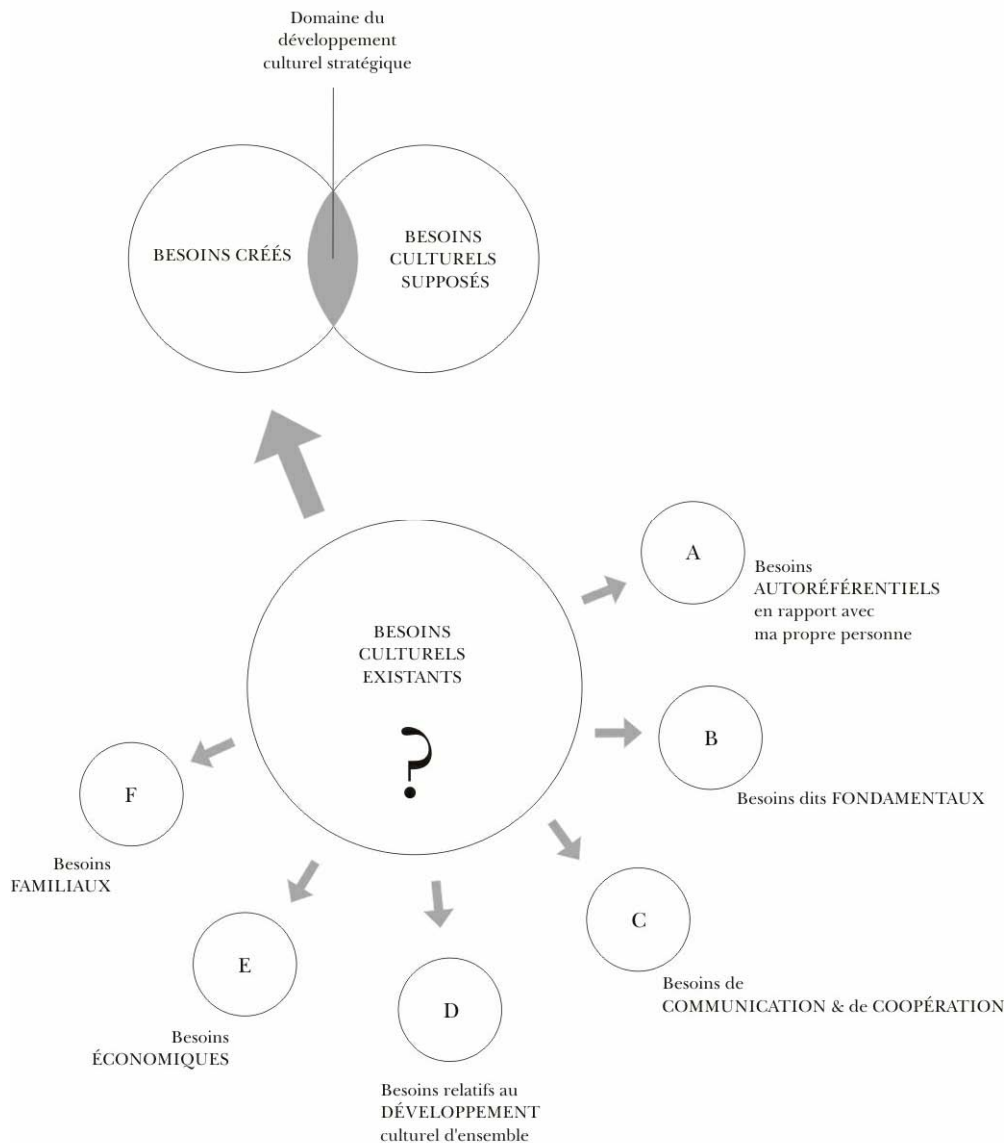 Domaine du
développement
culturel stratégique
BESOINS CRÉÉS
BESOINS
CULTURELS
SUPPOSÉS
BESOINS
CULTURELS
EXISTANTS
?
A
Besoins
AUTORÉFÉRENTIELS
en rapport avec
ma propre personne
B
Besoins dits FONDAMENTAUX
C
Besoins de
COMMUNICATION & de COOPÉRATION
D
Besoins relatifs au
DÉVELOPPEMENT
culturel d'ensemble
E
Besoins
ÉCONOMIQUES
F
Besoins
FAMILIAUX